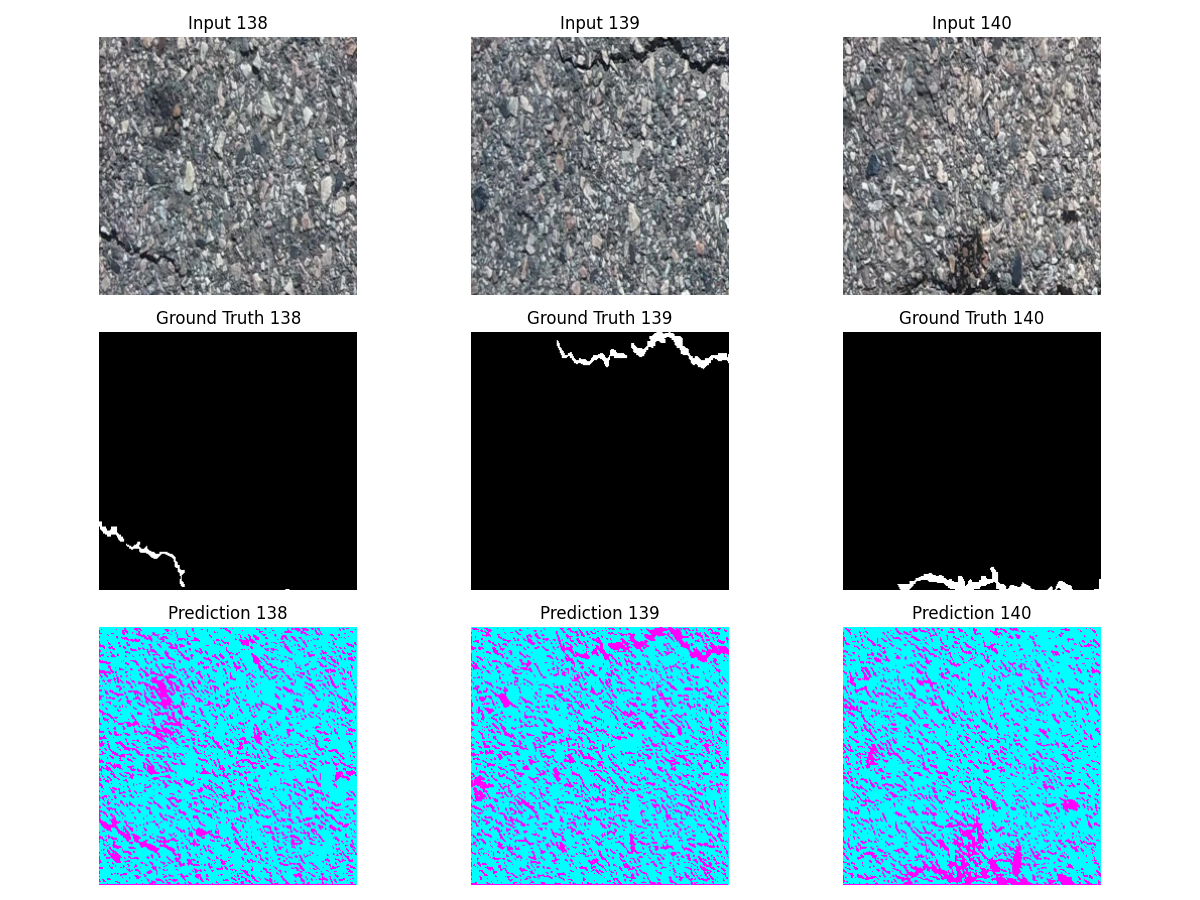 Input 138
Input 139
Input 140
Ground Truth 138
Ground Truth 139
Ground Truth 140
Prediction 138
Prediction 139
Prediction 140